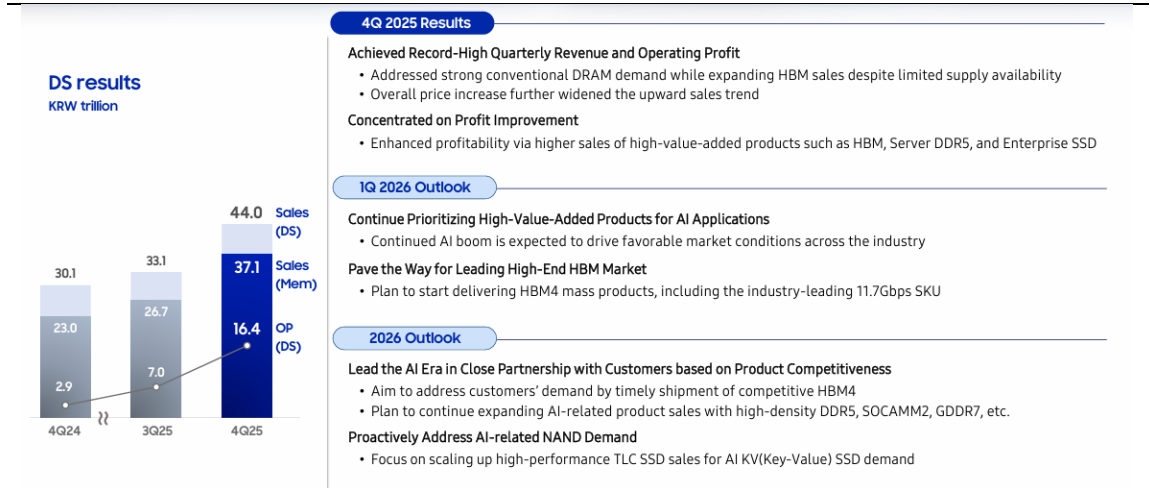 DS results
KRW trillion
44.0
Sales
(DS)
37.1
Sales
(Mem)
16.4
OP
(DS)
30.1
33.1
23.0
26.7
2.9
7.0
4Q24
3Q25
4Q25
4Q 2025 Results
Achieved Record-High Quarterly Revenue and Operating Profit
• Addressed strong conventional DRAM demand while expanding HBM sales despite limited supply availability
• Overall price increase further widened the upward sales trend
Concentrated on Profit Improvement
• Enhanced profitability via higher sales of high-value-added products such as HBM, Server DDR5, and Enterprise SSD
1Q 2026 Outlook
Continue Prioritizing High-Value-Added Products for AI Applications
• Continued AI boom is expected to drive favorable market conditions across the industry
Pave the Way for Leading High-End HBM Market
• Plan to start delivering HBM4 mass products, including the industry-leading 11.7Gbps SKU
2026 Outlook
Lead the AI Era in Close Partnership with Customers based on Product Competitiveness
• Aim to address customers’ demand by timely shipment of competitive HBM4
• Plan to continue expanding AI-related product sales with high-density DDR5, SOCAMM2, GDDR7, etc.
Proactively Address AI-related NAND Demand
• Focus on scaling up high-performance TLC SSD sales for AI KV(Key-Value) SSD demand